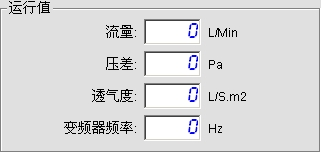 运行值
流量: 0 L/Min
压差: 0 Pa
透气度: 0 L/S.m2
变频器频率: 0 Hz